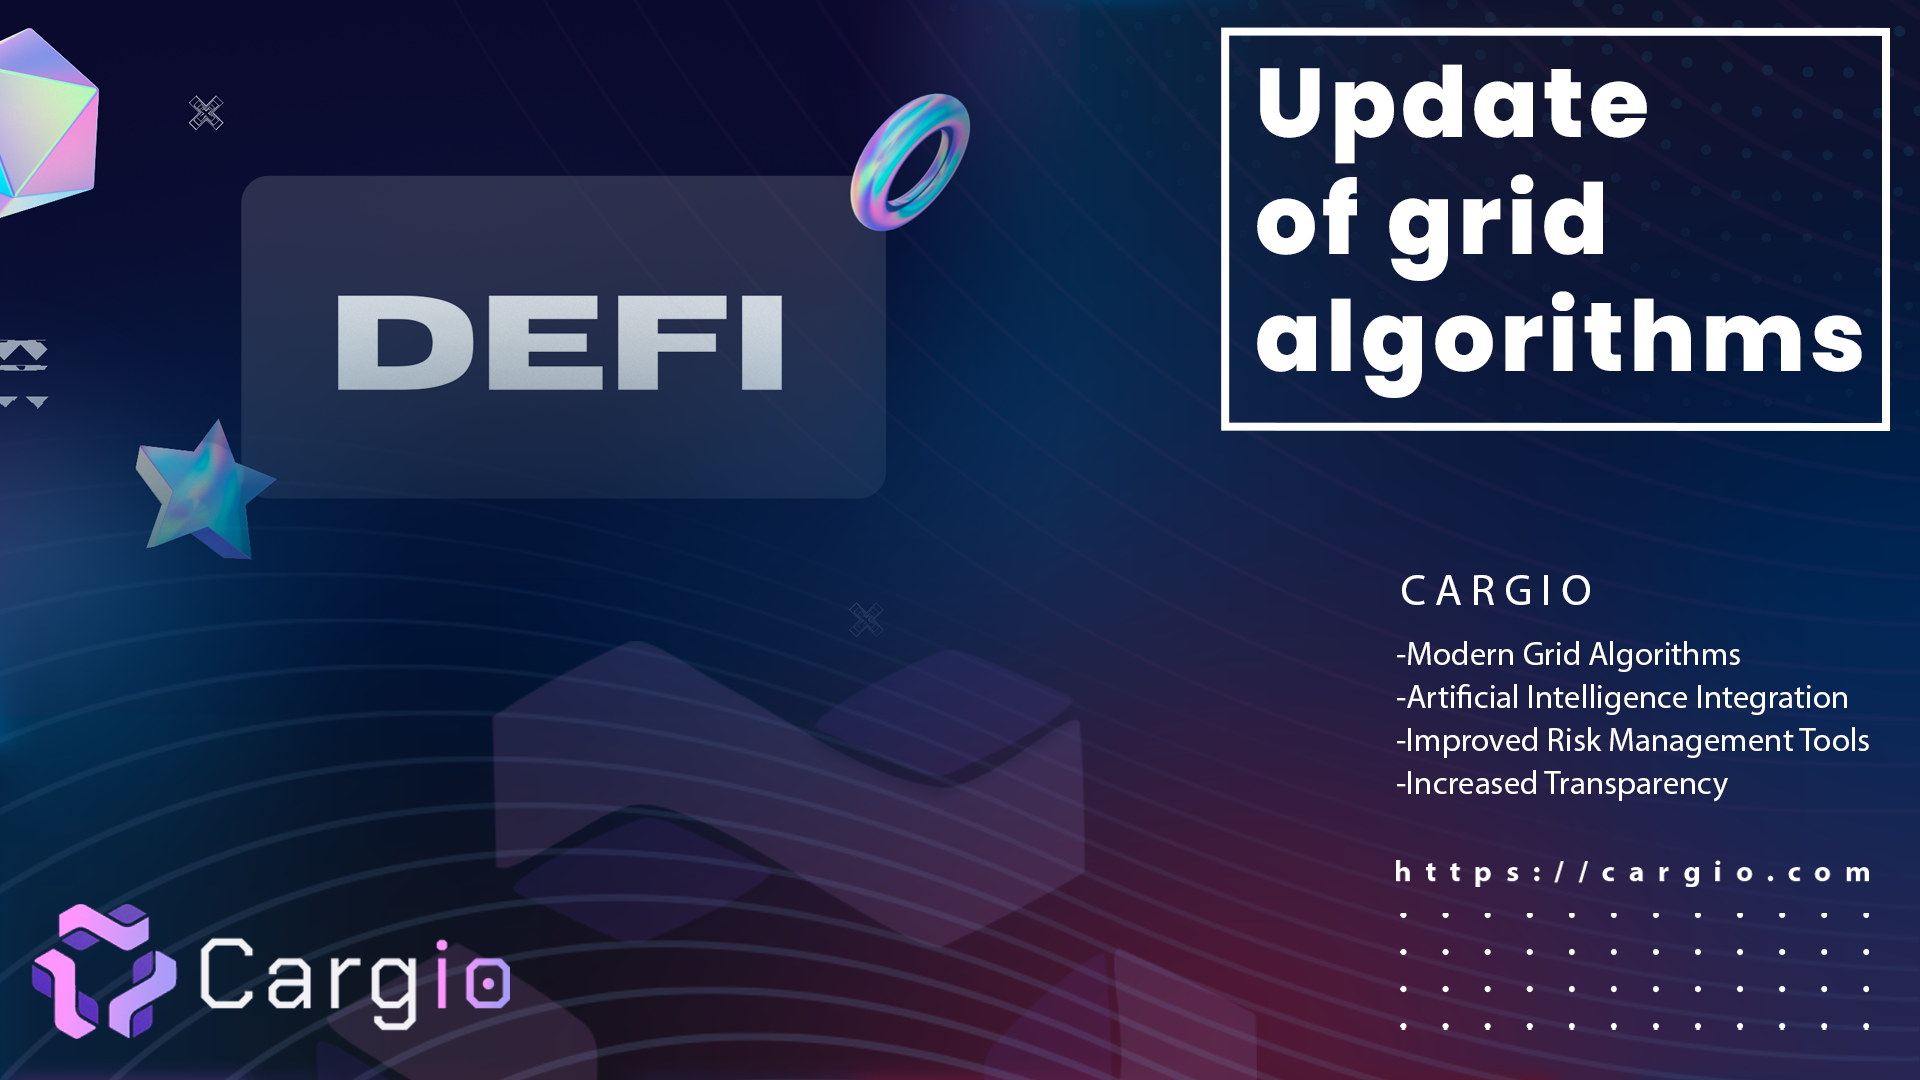 DEFI
Update
of grid
algorithms
CARGIO
-Modern Grid Algorithms
-Artificial Intelligence Integration
-Improved Risk Management Tools
-Increased Transparency
https://cargio.com
Cargio